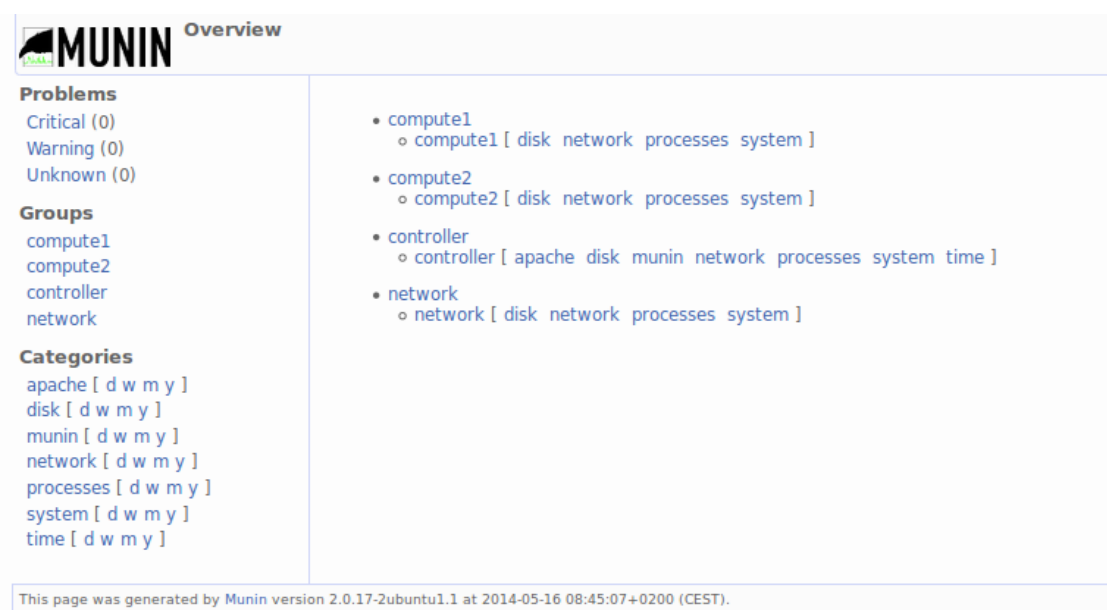 MUNIN Overview
Problems
Critical (0)
Warning (0)
Unknown (0)
Groups
compute1
compute2
controller
network
Categories
apache [ d w m y ]
disk [ d w m y ]
munin [ d w m y ]
network [ d w m y ]
processes [ d w m y ]
system [ d w m y ]
time [ d w m y ]
compute1
compute1 [ disk network processes system ]
compute2
compute2 [ disk network processes system ]
controller
controller [ apache disk munin network processes system time ]
network
network [ disk network processes system ]
This page was generated by Munin version 2.0.17-2ubuntu1.1 at 2014-05-16 08:45:07+0200 (CEST).